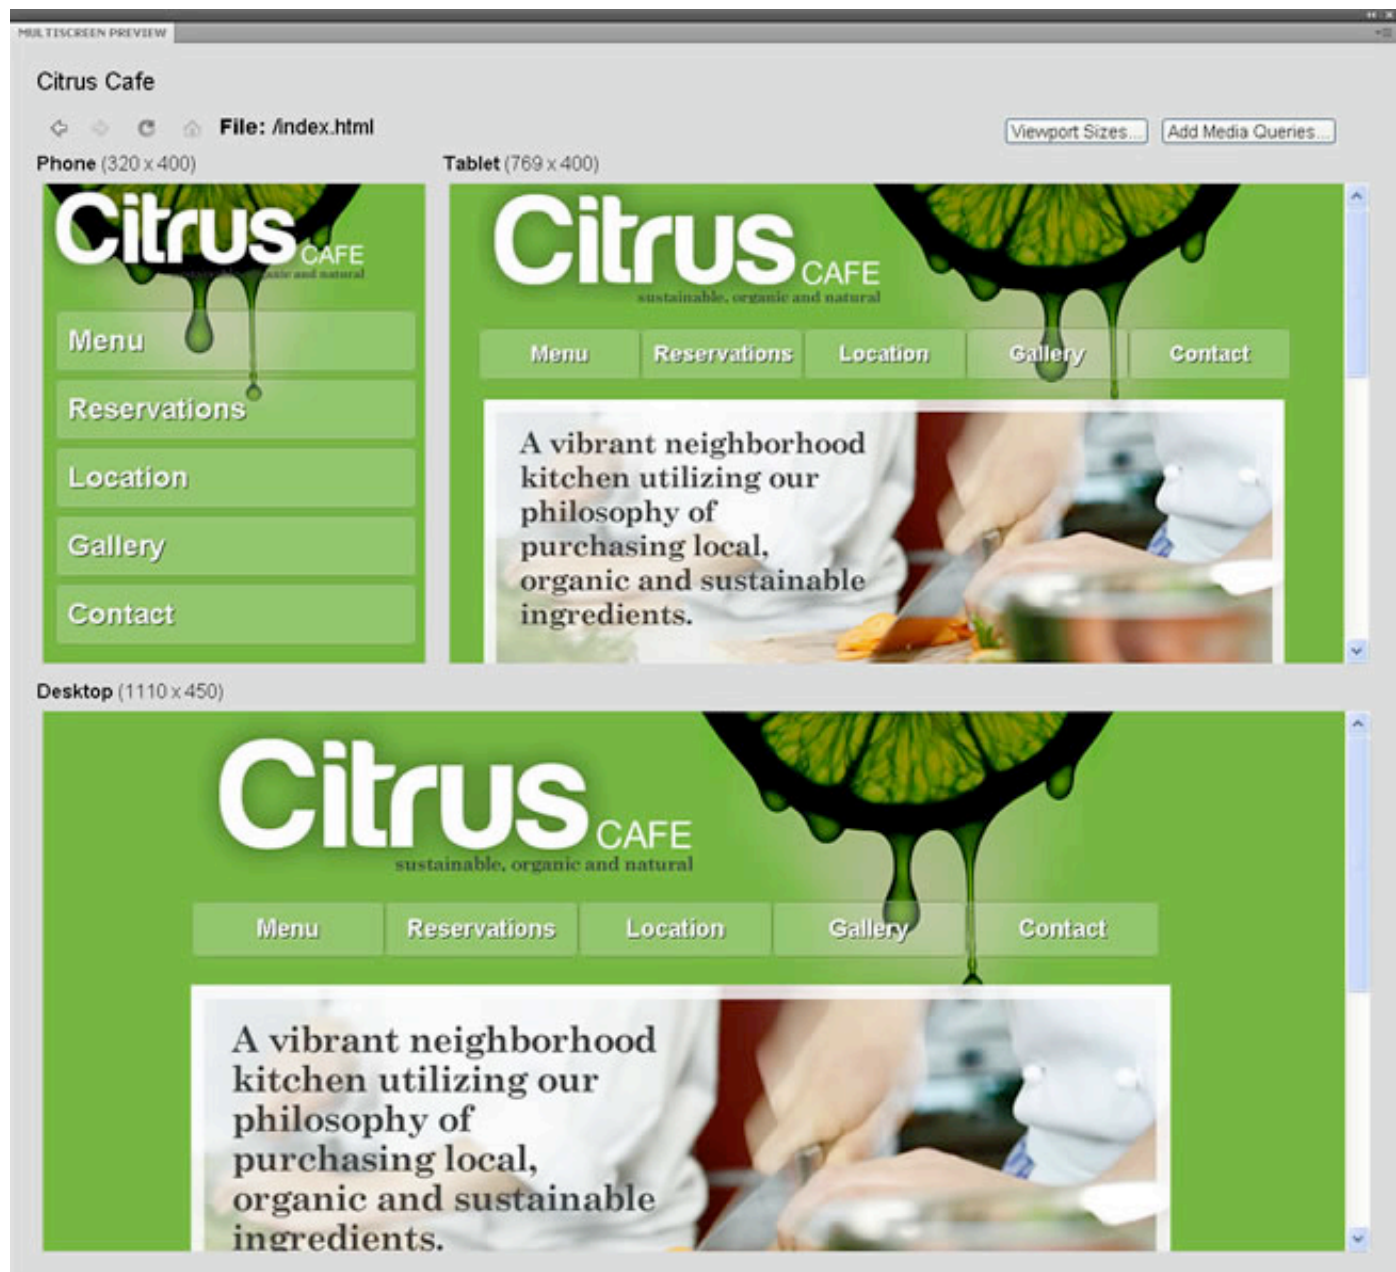 MULTISCREEN PREVIEW
Citrus Cafe
File: /index.html
Viewport Sizes...
Add Media Queries...
Phone (320 x 400)
Citrus CAFE
sustainable, organic and natural
Menu
Reservations
Location
Gallery
Contact
Tablet (769 x 400)
Citrus CAFE
sustainable, organic and natural
Menu Reservations Location Gallery Contact
A vibrant neighborhood
kitchen utilizing our
philosophy of
purchasing local,
organic and sustainable
ingredients.
Desktop (1110 x 450)
Citrus CAFE
sustainable, organic and natural
Menu Reservations Location Gallery Contact
A vibrant neighborhood
kitchen utilizing our
philosophy of
purchasing local,
organic and sustainable
ingredients.